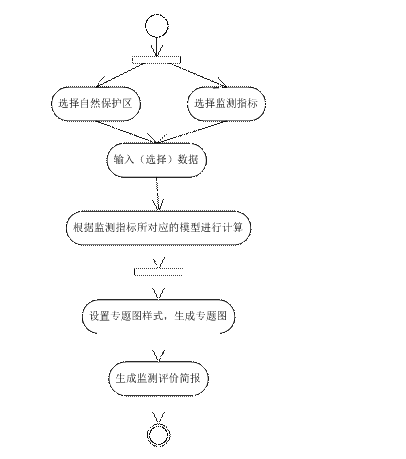 选择自然保护区
选择监测指标
输入（选择）数据
根据监测指标所对应的模型进行计算
设置专题图样式，生成专题图
生成监测评价简报